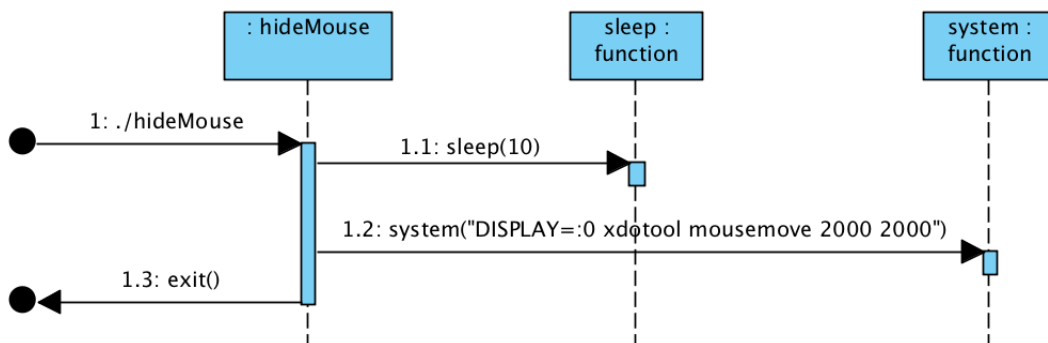 : hideMouse
sleep :
function
system :
function
1: ./hideMouse
1.1: sleep(10)
1.2: system("DISPLAY=:0 xdotool mousemove 2000 2000")
1.3: exit()